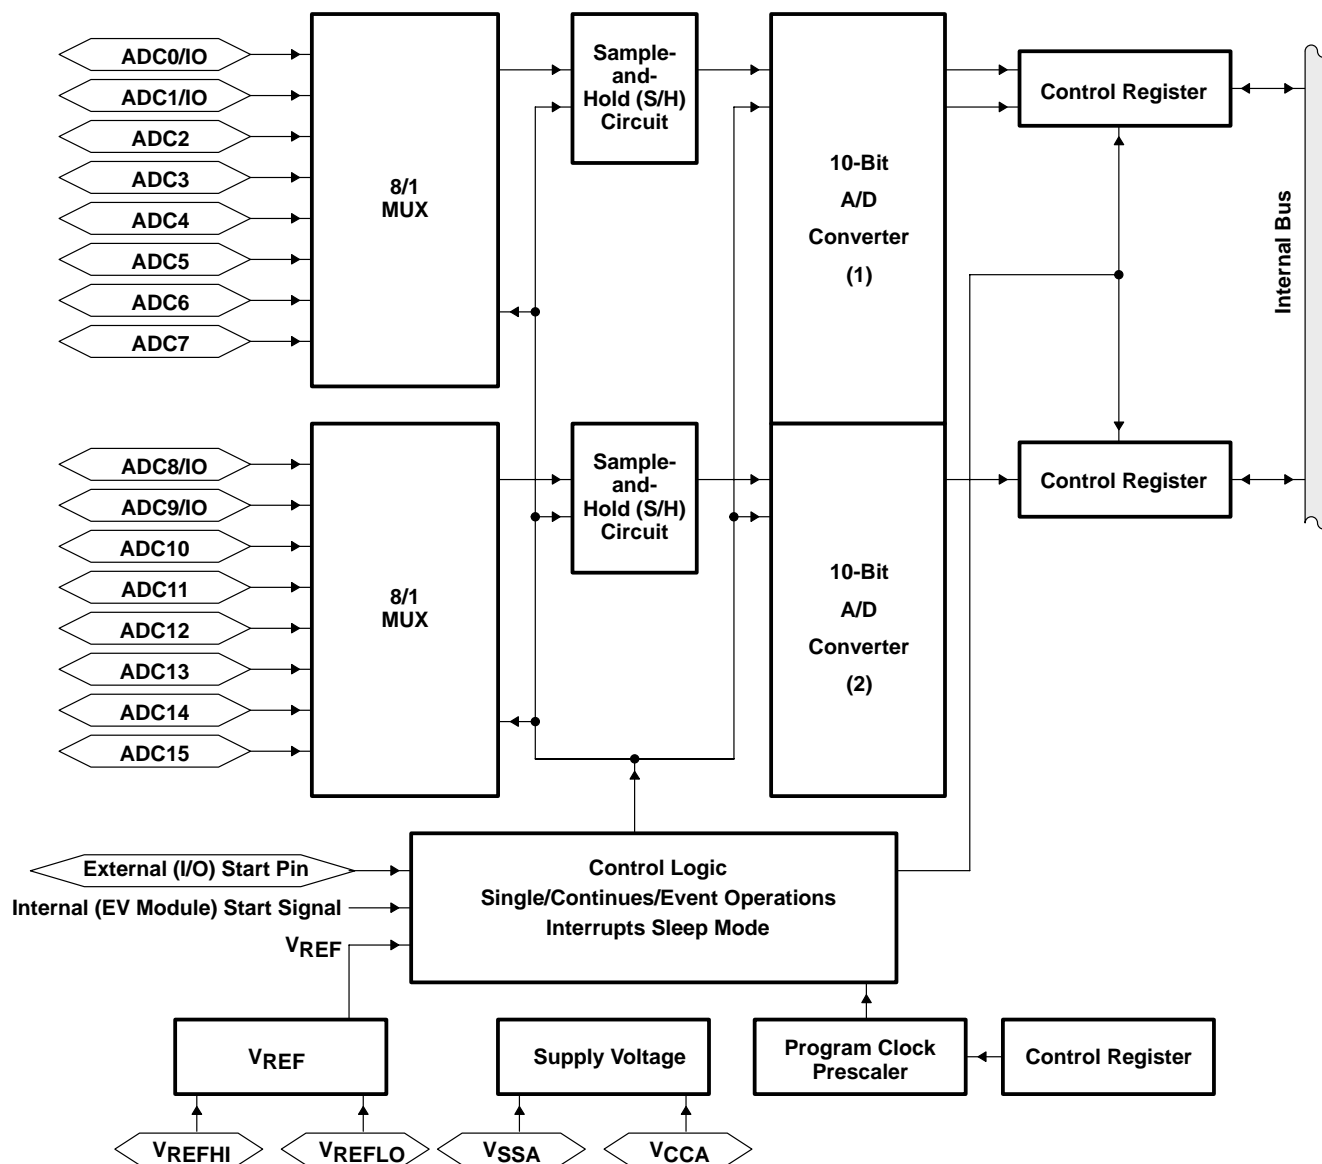 ADC0/IO
ADC1/IO
ADC2
ADC3
ADC4
ADC5
ADC6
ADC7
8/1
MUX
Sample-
and-
Hold (S/H)
Circuit
10-Bit
A/D
Converter
(1)
Control Register
Internal Bus
ADC8/IO
ADC9/IO
ADC10
ADC11
ADC12
ADC13
ADC14
ADC15
8/1
MUX
Sample-
and-
Hold (S/H)
Circuit
10-Bit
A/D
Converter
(2)
Control Register
External (I/O) Start Pin
Internal (EV Module) Start Signal
VREF
Control Logic
Single/Continues/Event Operations
Interrupts Sleep Mode
VREF
Supply Voltage
Program Clock
Prescaler
Control Register
VREFHI
VREFLO
VSSA
VCCA